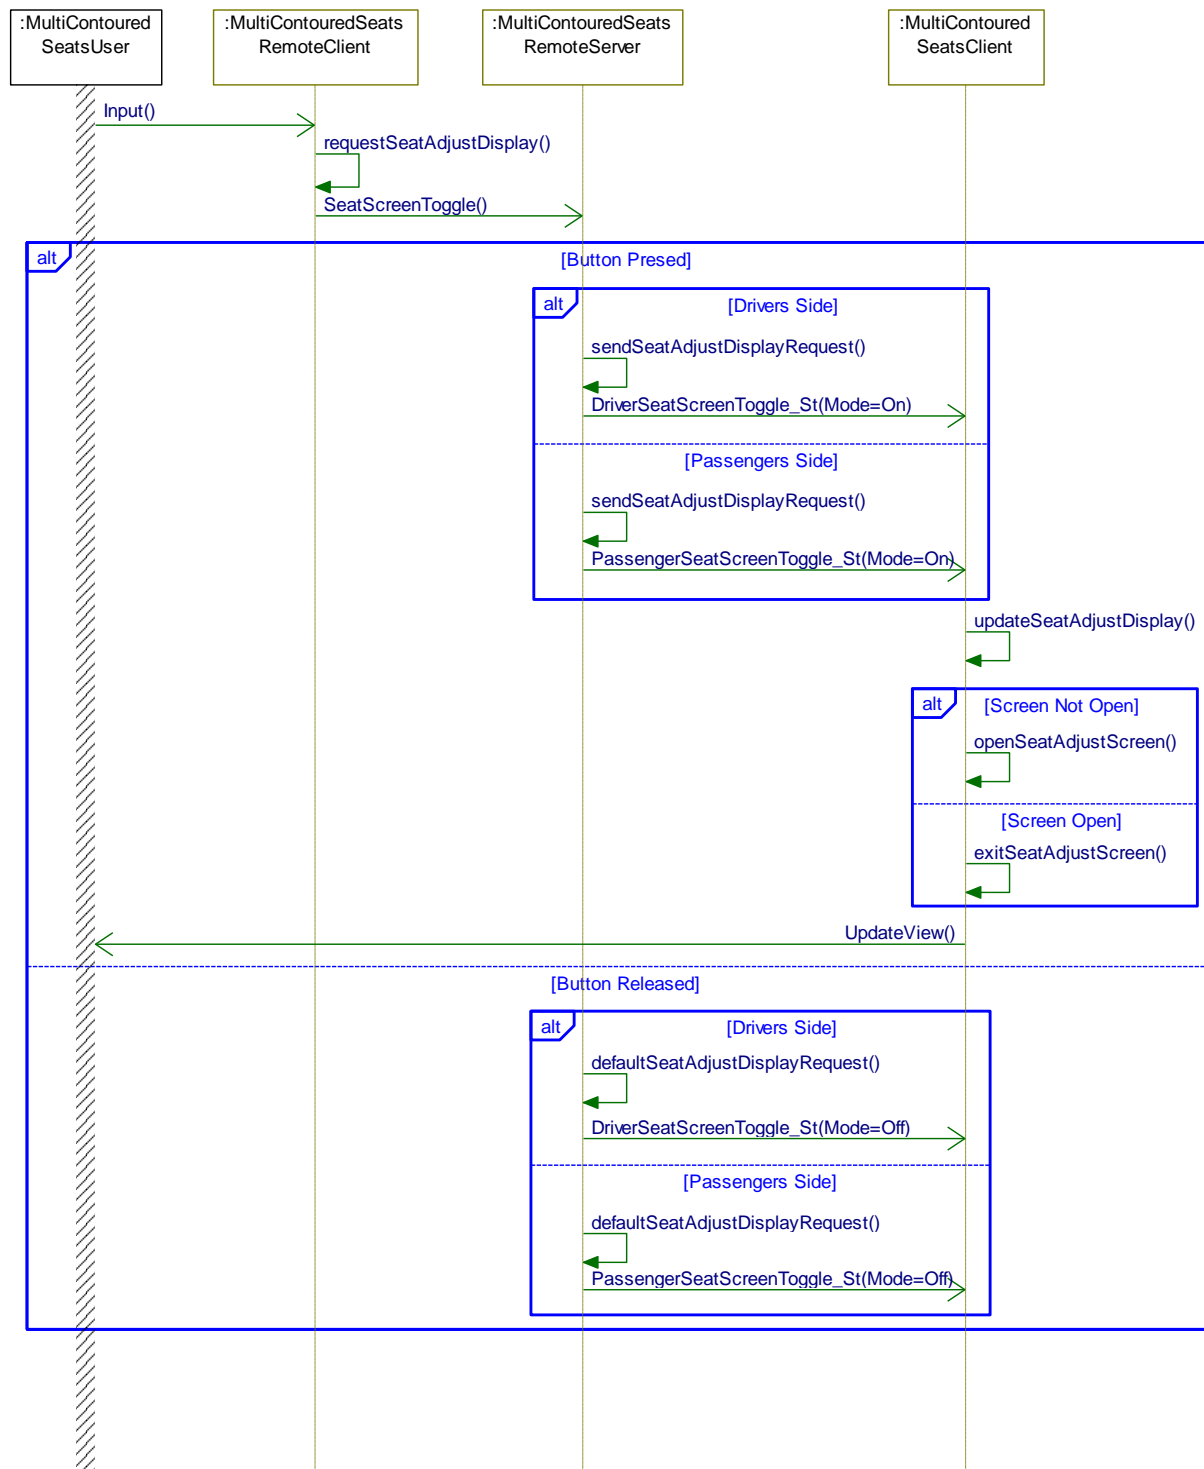 :MultiContoured
SeatsUser
:MultiContouredSeats
RemoteClient
:MultiContouredSeats
RemoteServer
:MultiContoured
SeatsClient
Input()
requestSeatAdjustDisplay()
SeatScreenToggle()
alt
[Button Presed]
alt
[Drivers Side]
sendSeatAdjustDisplayRequest()
DriverSeatScreenToggle_St(Mode=On)
[Passengers Side]
sendSeatAdjustDisplayRequest()
PassengerSeatScreenToggle_St(Mode=On)
updateSeatAdjustDisplay()
alt
[Screen Not Open]
openSeatAdjustScreen()
[Screen Open]
exitSeatAdjustScreen()
UpdateView()
[Button Released]
alt
[Drivers Side]
defaultSeatAdjustDisplayRequest()
DriverSeatScreenToggle_St(Mode=Off)
[Passengers Side]
defaultSeatAdjustDisplayRequest()
PassengerSeatScreenToggle_St(Mode=Off)